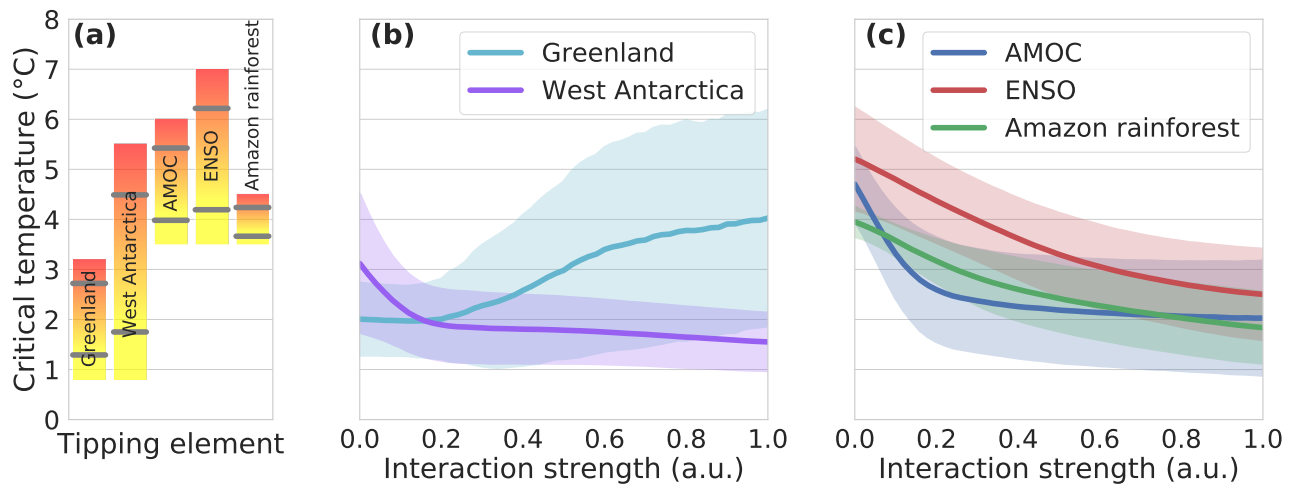 (a)
Critical temperature (°C)
8
7
6
5
4
3
2
1
0
Greenland
West Antarctica
AMOC
ENSO
Amazon rainforest
Tipping element
(b)
Greenland
West Antarctica
0.0 0.2 0.4 0.6 0.8 1.0
Interaction strength (a.u.)
(c)
AMOC
ENSO
Amazon rainforest
0.0 0.2 0.4 0.6 0.8 1.0
Interaction strength (a.u.)